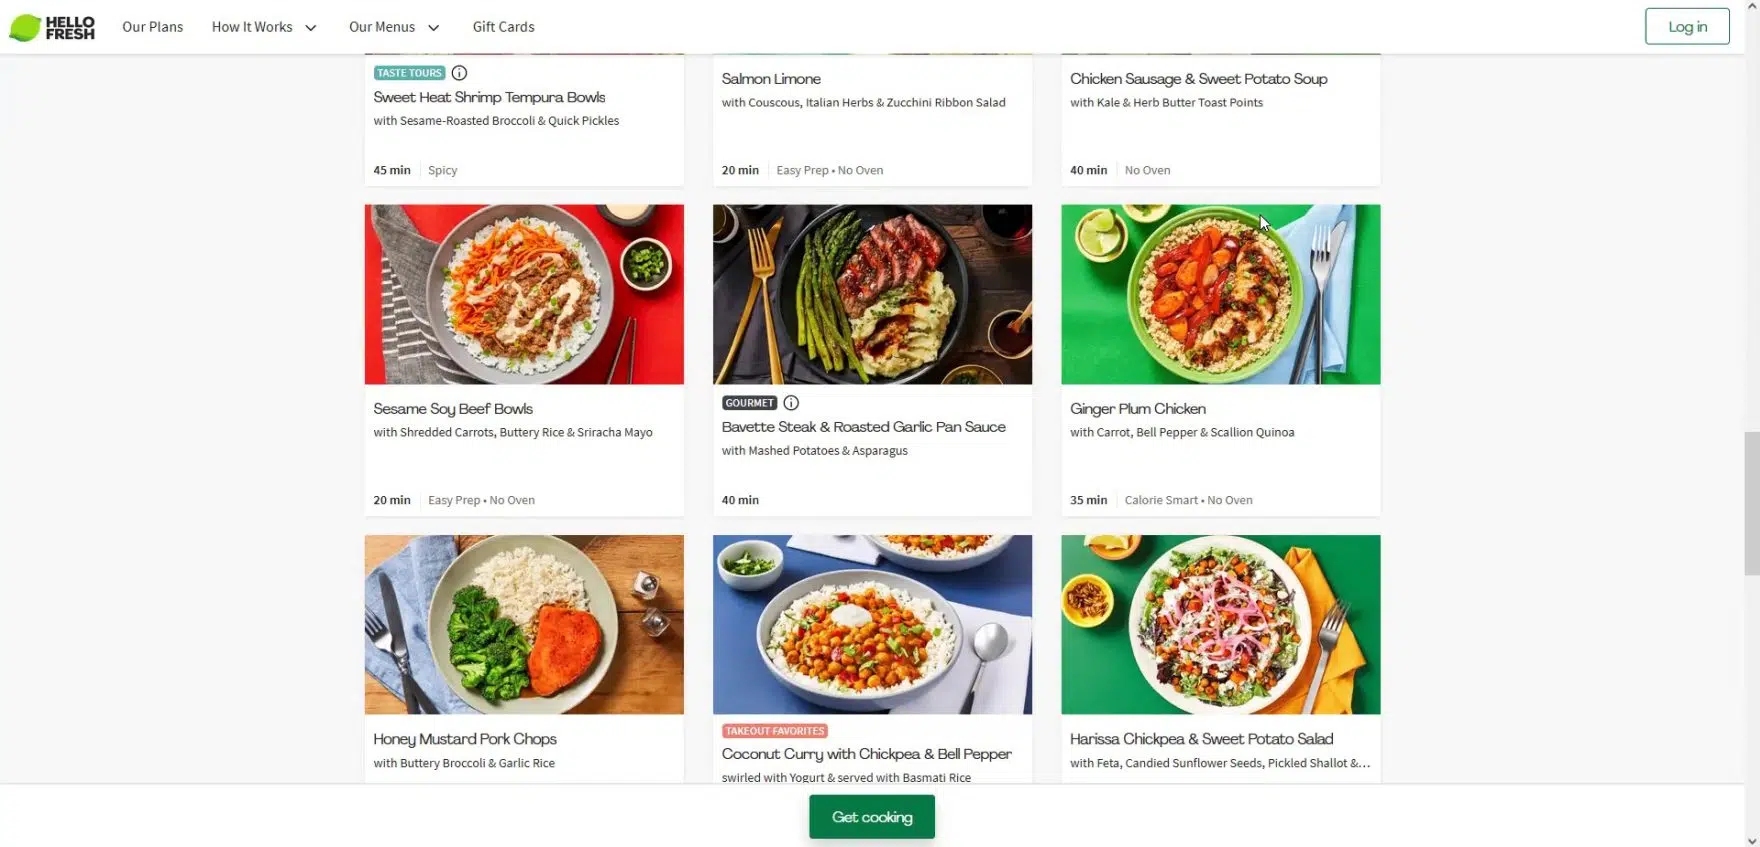 HELLO
FRESH
Our Plans
How It Works
Our Menus
Gift Cards
Log in
TASTE TOURS
Sweet Heat Shrimp Tempura Bowls
with Sesame-Roasted Broccoli & Quick Pickles
45 min
Spicy
Salmon Limone
with Couscous, Italian Herbs & Zucchini Ribbon Salad
20 min
Easy Prep • No Oven
Chicken Sausage & Sweet Potato Soup
with Kale & Herb Butter Toast Points
40 min
No Oven
Sesame Soy Beef Bowls
with Shredded Carrots, Buttery Rice & Sriracha Mayo
20 min
Easy Prep • No Oven
GOURMET
Bavette Steak & Roasted Garlic Pan Sauce
with Mashed Potatoes & Asparagus
40 min
Ginger Plum Chicken
with Carrot, Bell Pepper & Scallion Quinoa
35 min
Calorie Smart • No Oven
Honey Mustard Pork Chops
with Buttery Broccoli & Garlic Rice
TAKEOUT FAVORITES
Coconut Curry with Chickpea & Bell Pepper
swirled with Yogurt & served with Basmati Rice
Harissa Chickpea & Sweet Potato Salad
with Feta, Candied Sunflower Seeds, Pickled Shallot &...
Get cooking